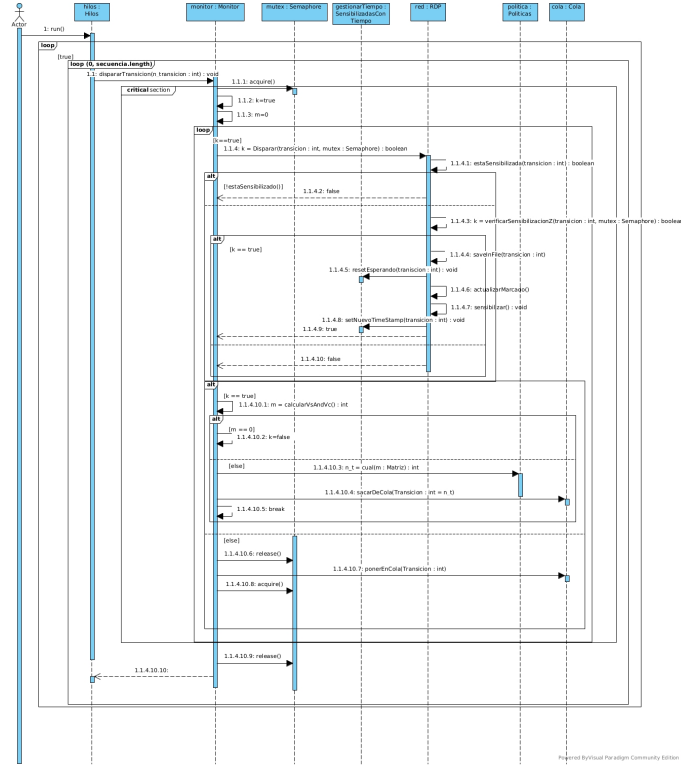 hilos :
Hilos
monitor : Monitor
mutex : Semaphore
gestionarTiempo :
SensibilizadasCon
Tiempo
red : RDP
politica :
Politicas
cola : Cola
Actor
1: run()
loop
[true]
loop (0, secuencia.length)
1.1: dispararTransicion(n_transicion : int) : void
1.1.1: acquire()
critical section
1.1.2: k=true
1.1.3: m=0
loop
[k==true]
1.1.4: k = Disparar(transicion : int, mutex : Semaphore) : boolean
1.1.4.1: estaSensibilizada(transicion : int) : boolean
alt
[!estaSensibilizado()]
1.1.4.2: false
1.1.4.3: k = verificarSensibilizacionZ(transicion : int, mutex : Semaphore) : boolea
alt
[k == true]
1.1.4.4: saveInFile(transicion : int)
1.1.4.5: resetEsperando(traniscion : int) : void
1.1.4.6: actualizarMarcado()
1.1.4.7: sensibilizar() : void
1.1.4.8: setNuevoTimeStamp(transicion : int) : void
1.1.4.9: true
1.1.4.10: false
alt
[k == true]
1.1.4.10.1: m = calcularVsAndVc() : int
alt
[m == 0]
1.1.4.10.2: k=false
[else]
1.1.4.10.3: n_t = cual(m : Matriz) : int
1.1.4.10.4: sacarDeCola(Transicion : int = n_t)
1.1.4.10.5: break
[else]
1.1.4.10.6: release()
1.1.4.10.7: ponerEnCola(Transicion : int)
1.1.4.10.8: acquire()
1.1.4.10.9: release()
1.1.4.10.10:
Powered ByVisual Paradigm Community Edition